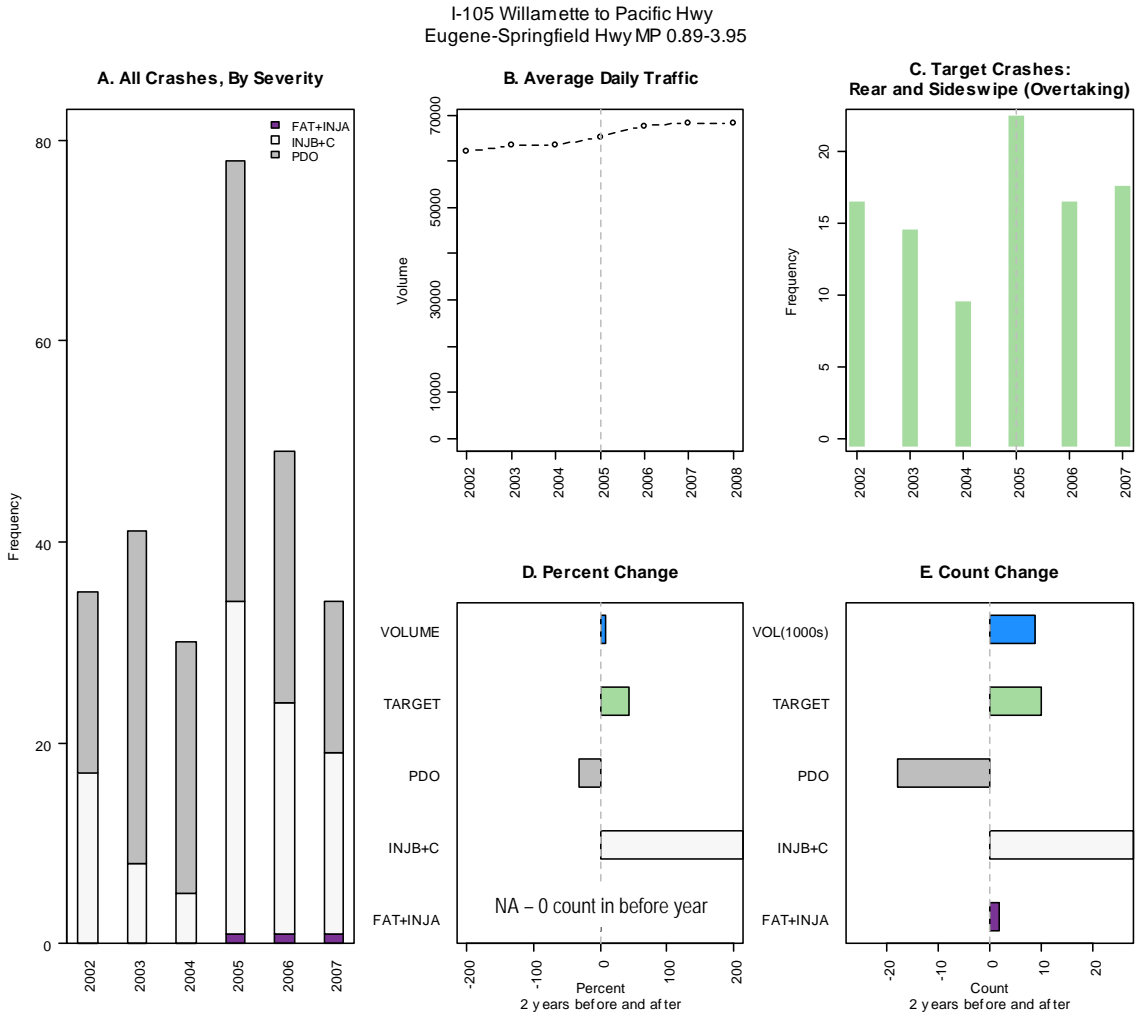 I-105 Willamette to Pacific Hwy
Eugene-Springfield Hwy MP 0.89-3.95
A. All Crashes, By Severity
FAT+INJA
INJB+C
PDO
Frequency
80
60
40
20
0
2002
2003
2004
2005
2006
2007
B. Average Daily Traffic
Volume
70000
50000
30000
10000
0
2002
2003
2004
2005
2006
2007
2008
C. Target Crashes:
Rear and Sideswipe (Overtaking)
Frequency
20
15
10
5
0
2002
2003
2004
2005
2006
2007
D. Percent Change
VOLUME
TARGET
PDO
INJB+C
FAT+INJA
NA – 0 count in before year
-200
-100
0
100
200
Percent
2 years before and after
E. Count Change
VOL(1000s)
TARGET
PDO
INJB+C
FAT+INJA
-20
-10
0
10
20
Count
2 years before and after